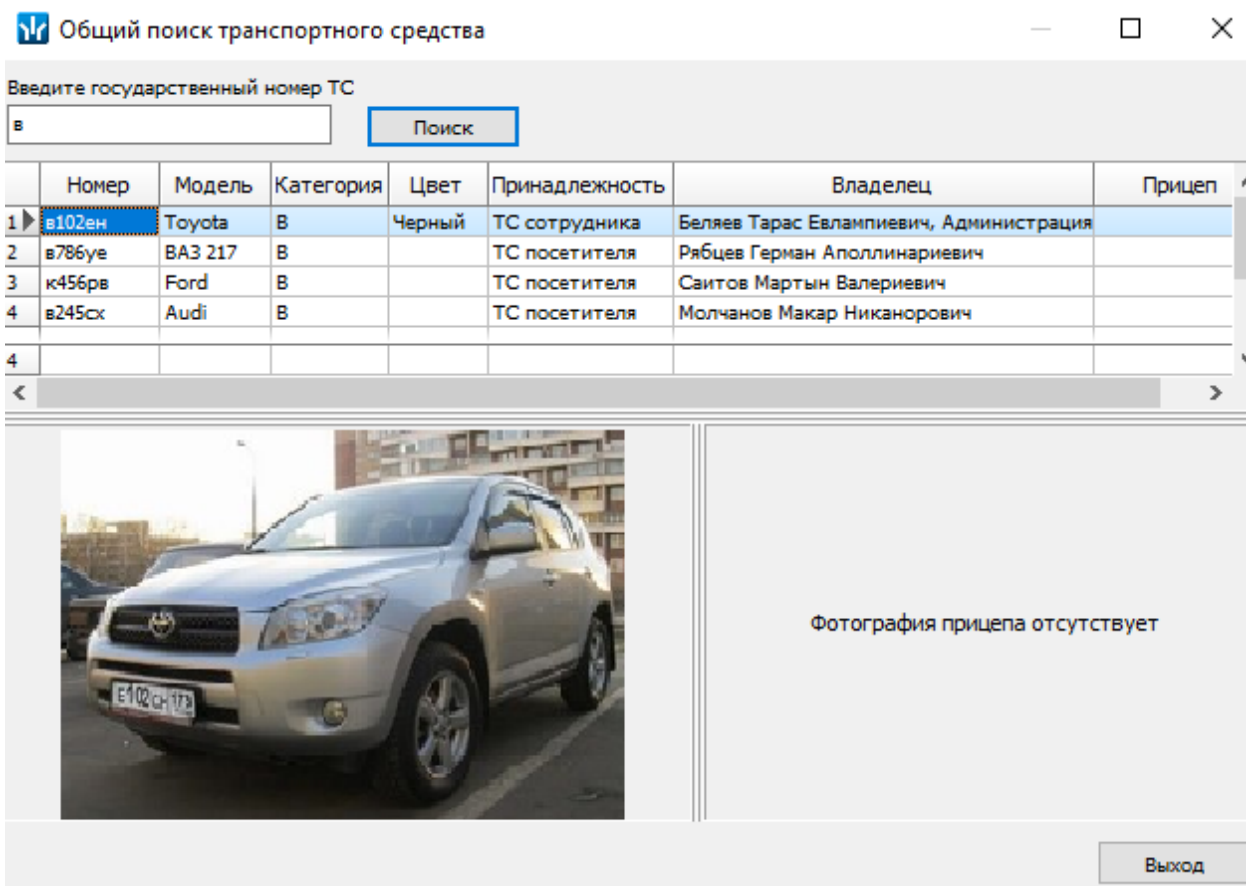 Общий поиск транспортного средства
Введите государственный номер ТС
в
Поиск
Номер Модель Категория Цвет Принадлежность Владелец Прицеп
1 в102ен Toyota B Черный ТС сотрудника Беляев Тарас Евлампиевич, Администрация
2 в786уе ВАЗ 217 B ТС посетителя Рябцев Герман Аполлинариевич
3 к456рв Ford B ТС посетителя Саитов Мартын Валериевич
4 в245сх Audi B ТС посетителя Молчанов Макар Никанорович
4
Е102СН 173
Фотография прицепа отсутствует
Выход